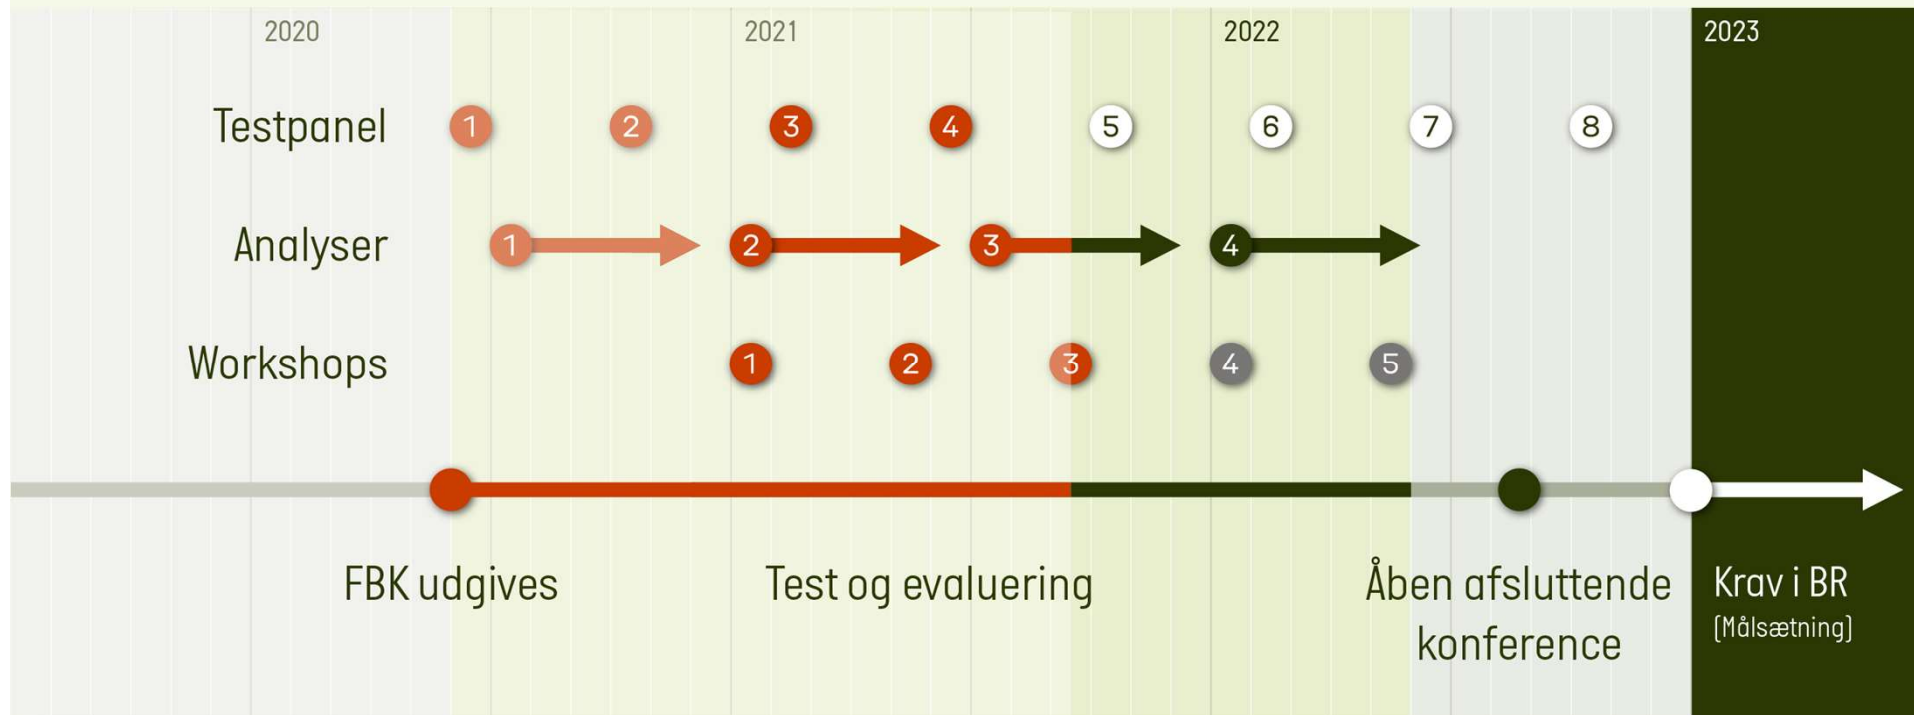 2020 2021 2022 2023
Testpanel 1 2 3 4 5 6 7 8
Analyser 1 2 3 4
Workshops 1 2 3 4 5
FBK udgives Test og evaluering Åben afsluttende Krav i BR
konference (Målsætning)